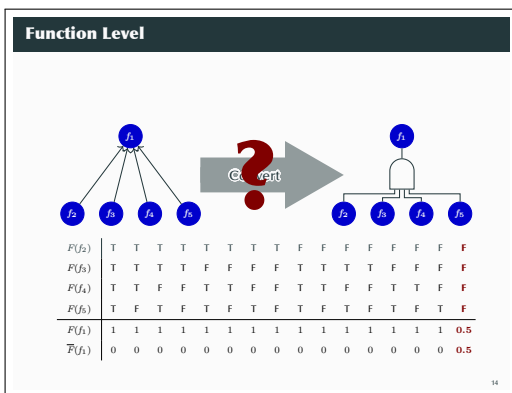 Function Level
f₁ f₁
Convert
?
f₂ f₃ f₄ f₅ f₂ f₃ f₄ f₅
F(f₂) T T T T T T T T F F F F F F F F
F(f₃) T T T T F F F F T T T T F F F F
F(f₄) T T F F T T F F T T F F T T F F
F(f₅) T F T F T F T F T F T F T F T F
F(f₁) 1 1 1 1 1 1 1 1 1 1 1 1 1 1 1 0.5
F̅(f₁) 0 0 0 0 0 0 0 0 0 0 0 0 0 0 0 0.5
14